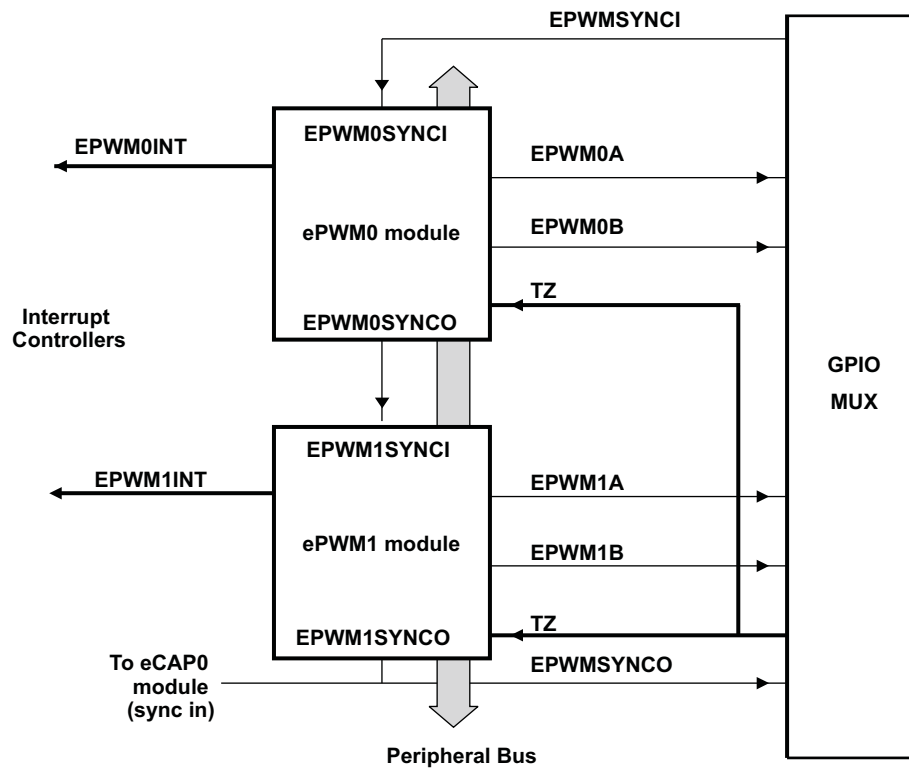 EPWMSYNCI
EPWM0SYNCI
EPWM0INT
EPWM0A
ePWM0 module
EPWM0B
TZ
EPWM0SYNCO
Interrupt
Controllers
GPIO
MUX
EPWM1SYNCI
EPWM1INT
EPWM1A
ePWM1 module
EPWM1B
TZ
EPWM1SYNCO
To eCAP0
module
(sync in)
EPWMSYNCO
Peripheral Bus